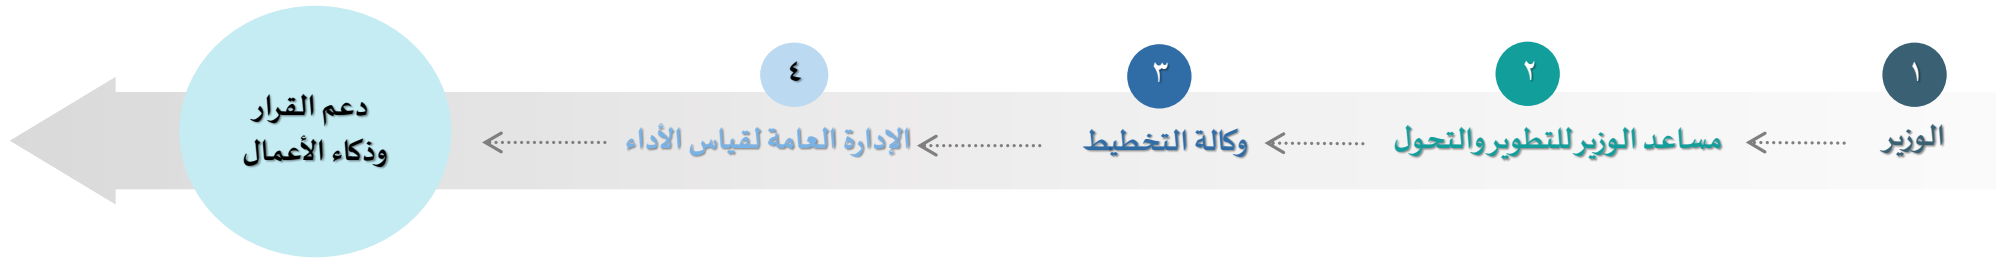 ١
الوزير
٢
مساعد الوزير للتطوير والتحول
٣
وكالة التخطيط
٤
الإدارة العامة لقياس الأداء
دعم القرار
وذكاء الأعمال